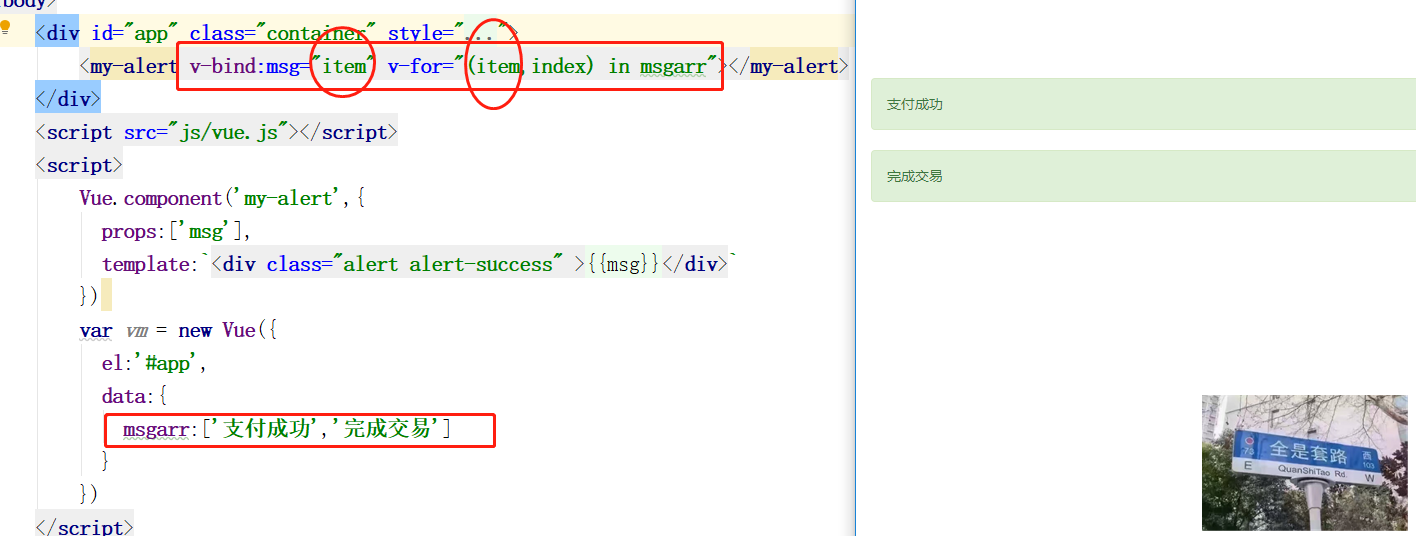 body>
<div id="app" class="container" style="...">
<my-alert v-bind:msg="item" v-for="(item,index) in msgarr"></my-alert>
</div>
<script src="js/vue.js"></script>
<script>
Vue.component('my-alert',{
props:['msg'],
template:`<div class="alert alert-success" >{{msg}}</div>`
})
var vm = new Vue({
el:'#app',
data:{
msgarr:['支付成功','完成交易']
}
})
</script>
支付成功
完成交易
全是套路
西
103
E
QuanShiTao Rd.
W